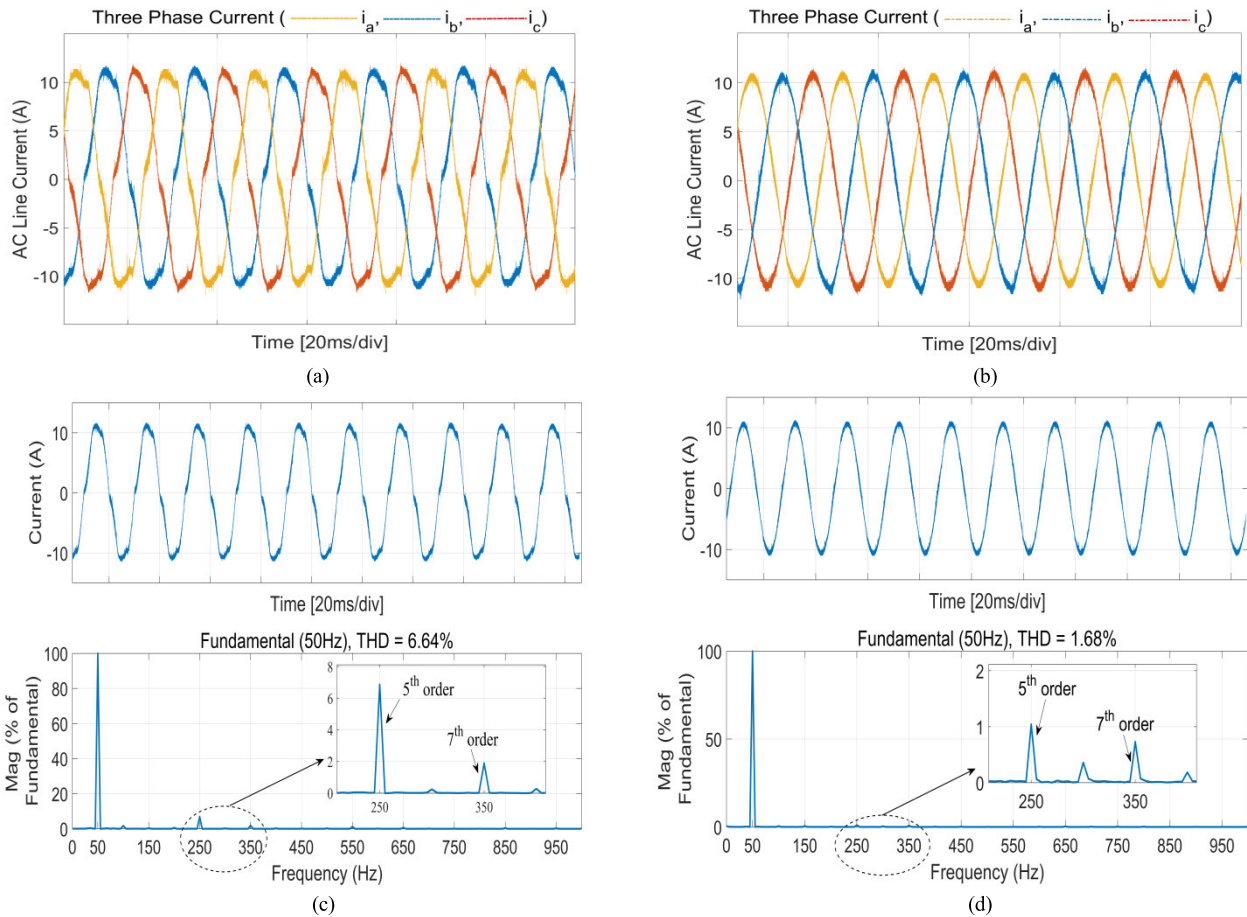 Three Phase Current ( i_a, i_b, i_c)
AC Line Current (A)
10
5
0
-5
-10
Time [20ms/div]
(a)
Three Phase Current ( i_a, i_b, i_c)
AC Line Current (A)
10
5
0
-5
-10
Time [20ms/div]
(b)
Current (A)
10
0
-10
Time [20ms/div]
Fundamental (50Hz), THD = 6.64%
Mag (% of
Fundamental)
100
80
60
40
20
0
8
6
4
2
0
5th order
7th order
250 350
0 50 150 250 350 450 550 650 750 850 950
Frequency (Hz)
(c)
Current (A)
10
0
-10
Time [20ms/div]
Fundamental (50Hz), THD = 1.68%
Mag (% of
Fundamental)
100
50
0
2
1
0
5th order
7th order
250 350
0 50 150 250 350 450 550 650 750 850 950
Frequency (Hz)
(d)